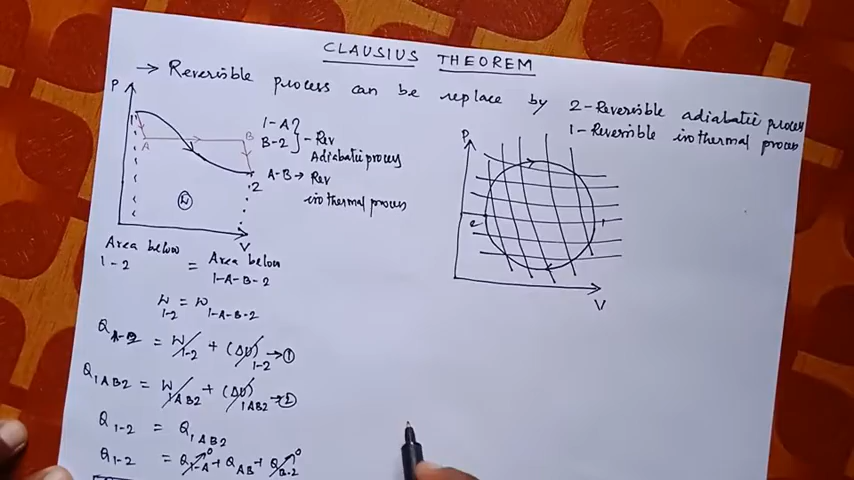 CLAUSIUS THEOREM
→ Reversible process can be replace by 2-Reversible adiabatic process
1-Reversible isothermal process
P
1
A
B
2
W
V
1-A
B-2
} - Rev
Adiabatic process
A-B → Rev
isothermal process
P
V
Area below
1-2
= Area below
1-A-B-2
W1-2 = W1-A-B-2
= W1-2 + (ΔU)1-2 → ①
Q1AB2 = W1AB2 + (ΔU)1AB2 → ②
Q1-2 = Q1AB2
Q1-2 = Q1-A⁰ + QAB + QB-2⁰